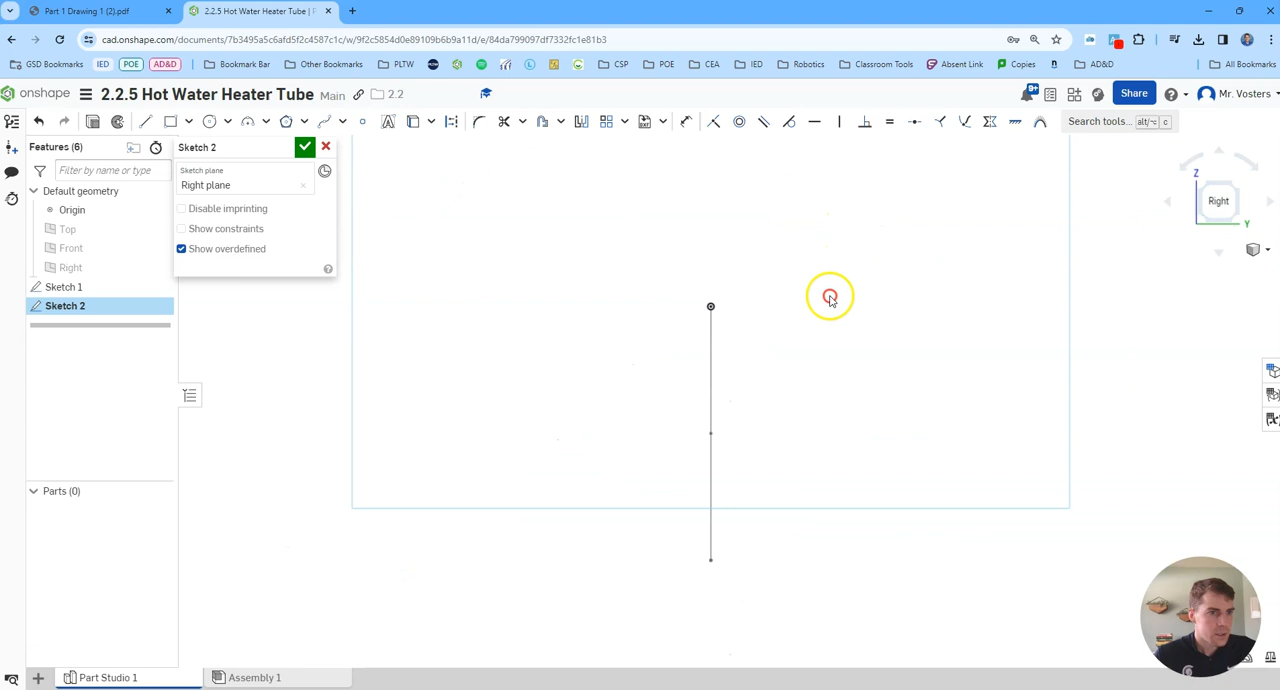 Part 1 Drawing 1 (2).pdf
2.2.5 Hot Water Heater Tube | P
cad.onshape.com/documents/7b3495a5c6afd5f2c4587c1c/w/9f2c5854d0e89109b6b9a11d/e/84da799097df7332fc1e81b3
GSD Bookmarks IED POE AD&D Bookmark Bar Other Bookmarks PLTW CSP POE CEA IED Robotics Classroom Tools Absent Link Copies AD&D All Bookmarks
onshape 2.2.5 Hot Water Heater Tube Main 2.2 Share Mr. Vosters
Search tools... alt/⌥ c
Features (6)
Filter by name or type
Default geometry
Origin
Top
Front
Right
Sketch 1
Sketch 2
Parts (0)
Sketch 2
Sketch plane
Right plane
Disable imprinting
Show constraints
Show overdefined
Z
Right
Y
Part Studio 1
Assembly 1